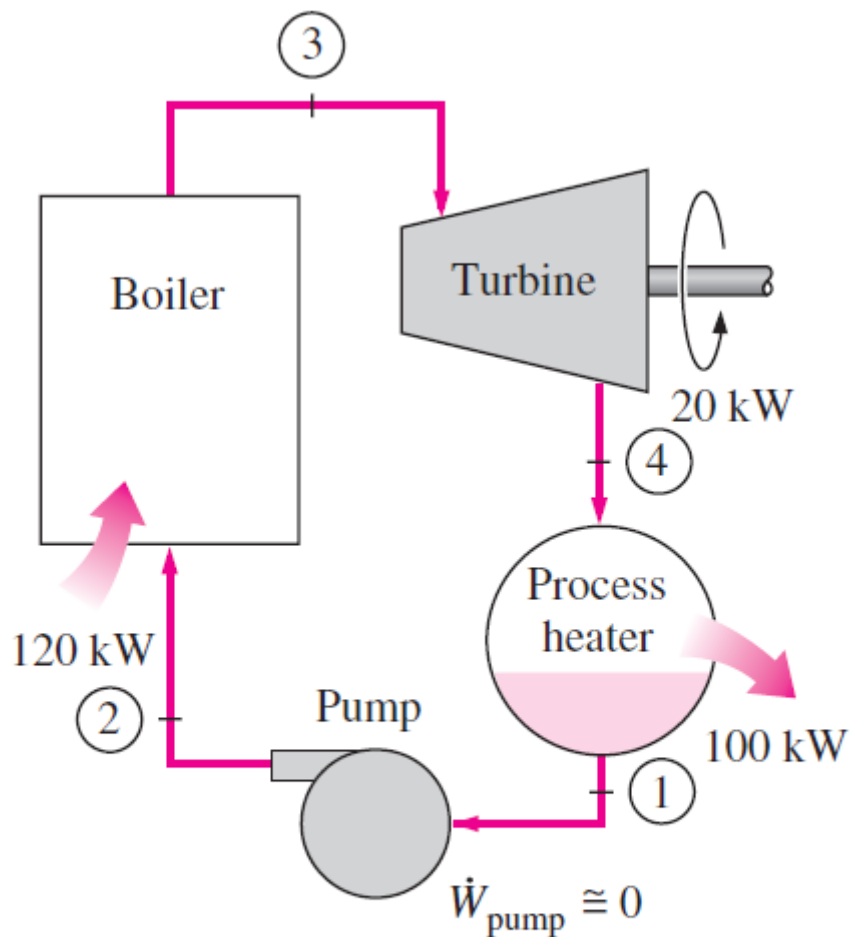 3
Boiler
Turbine
20 kW
4
Process
heater
120 kW
2
Pump
100 kW
1
Ẇpump ≅ 0